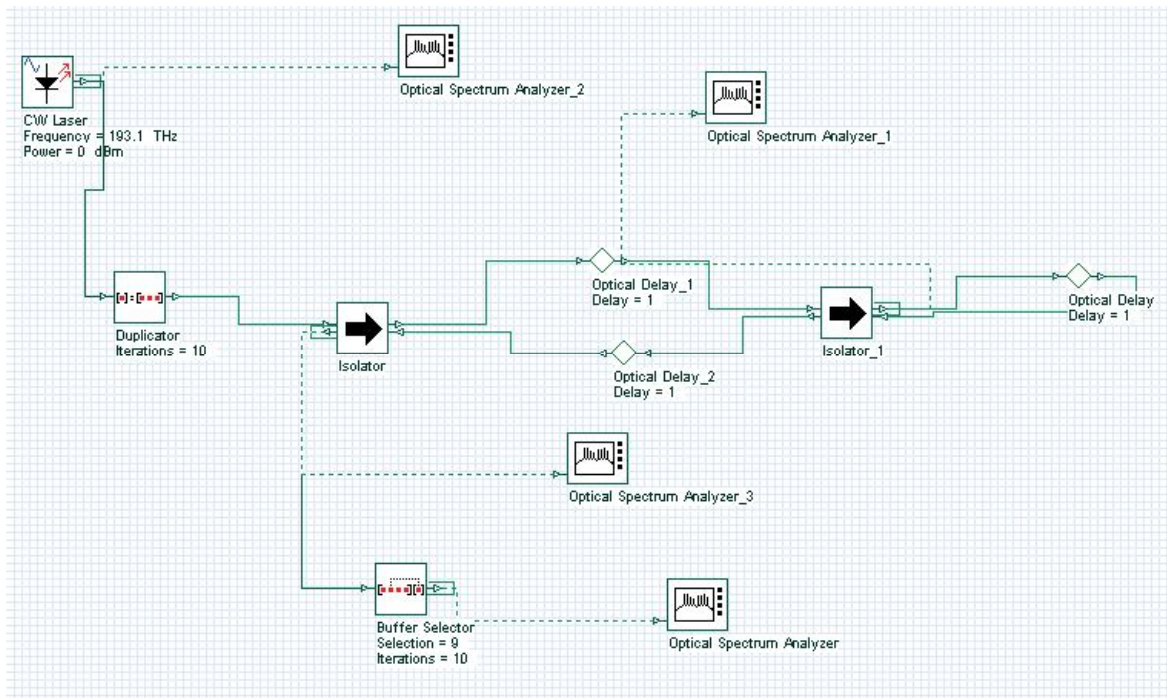 Optical Spectrum Analyzer_2
CW Laser
Frequency = 193.1 THz
Power = 0 dBm
Optical Spectrum Analyzer_1
Optical Delay_1
Delay = 1
Optical Delay
Delay = 1
[•]=[•••]
Duplicator
Iterations = 10
Isolator
Isolator_1
Optical Delay_2
Delay = 1
Optical Spectrum Analyzer_3
Buffer Selector
Selection = 9
Iterations = 10
Optical Spectrum Analyzer